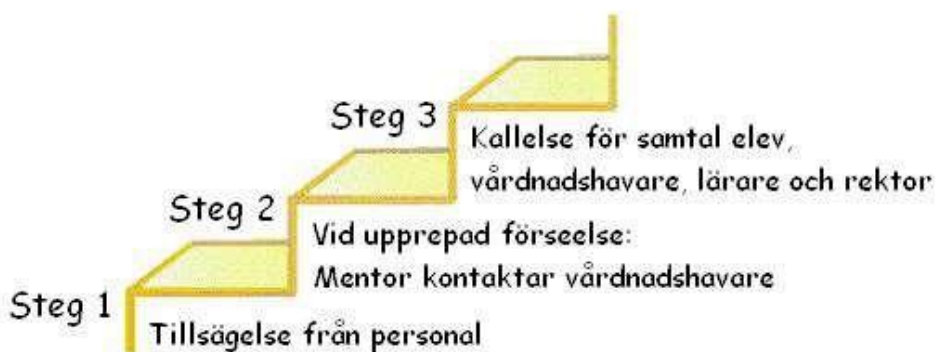 Steg 3
Kallelse för samtal elev,
vårdnadshavare, lärare och rektor
Steg 2
Vid upprepad förseelse:
Mentor kontaktar vårdnadshavare
Steg 1
Tillsägelse från personal